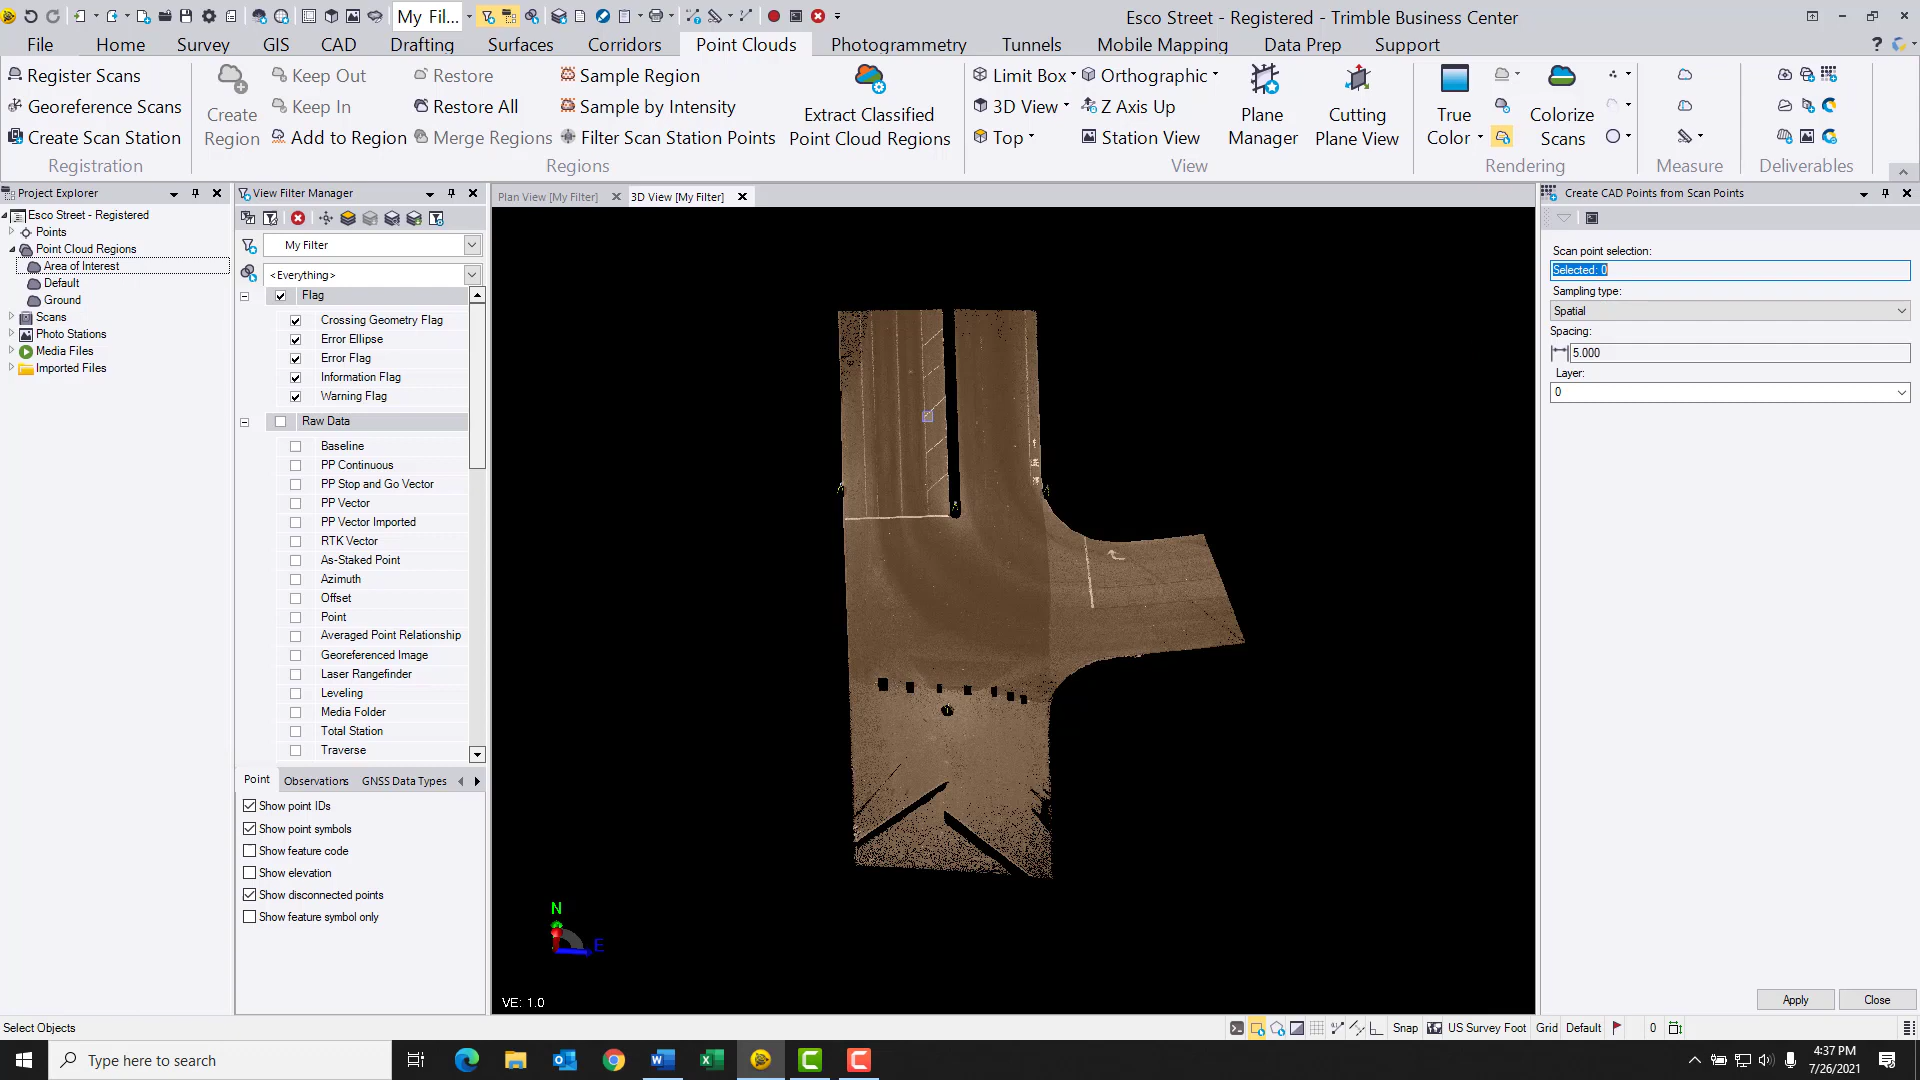 My Fil...
Esco Street - Registered - Trimble Business Center
File Home Survey GIS CAD Drafting Surfaces Corridors Point Clouds Photogrammetry Tunnels Mobile Mapping Data Prep Support
Register Scans
Georeference Scans
Create Scan Station
Registration
Create Region
Keep Out
Keep In
Add to Region
Restore
Restore All
Merge Regions
Sample Region
Sample by Intensity
Filter Scan Station Points
Extract Classified
Point Cloud Regions
Regions
Limit Box
3D View
Top
Orthographic
Z Axis Up
Station View
Plane
Manager
Cutting
Plane View
View
True
Color
Colorize
Scans
Rendering
Measure
Deliverables
Project Explorer
Esco Street - Registered
Points
Point Cloud Regions
Area of Interest
Default
Ground
Scans
Photo Stations
Media Files
Imported Files
View Filter Manager
My Filter
<Everything>
Flag
Crossing Geometry Flag
Error Ellipse
Error Flag
Information Flag
Warning Flag
Raw Data
Baseline
PP Continuous
PP Stop and Go Vector
PP Vector
PP Vector Imported
RTK Vector
As-Staked Point
Azimuth
Offset
Point
Averaged Point Relationship
Georeferenced Image
Laser Rangefinder
Leveling
Media Folder
Total Station
Traverse
Point Observations GNSS Data Types
Show point IDs
Show point symbols
Show feature code
Show elevation
Show disconnected points
Show feature symbol only
Plan View [My Filter] 3D View [My Filter]
N
E
VE: 1.0
Create CAD Points from Scan Points
Scan point selection:
Selected: 0
Sampling type:
Spatial
Spacing:
5.000
Layer:
0
Apply Close
Select Objects
Snap US Survey Foot Grid Default 0
Type here to search
4:37 PM
7/26/2021